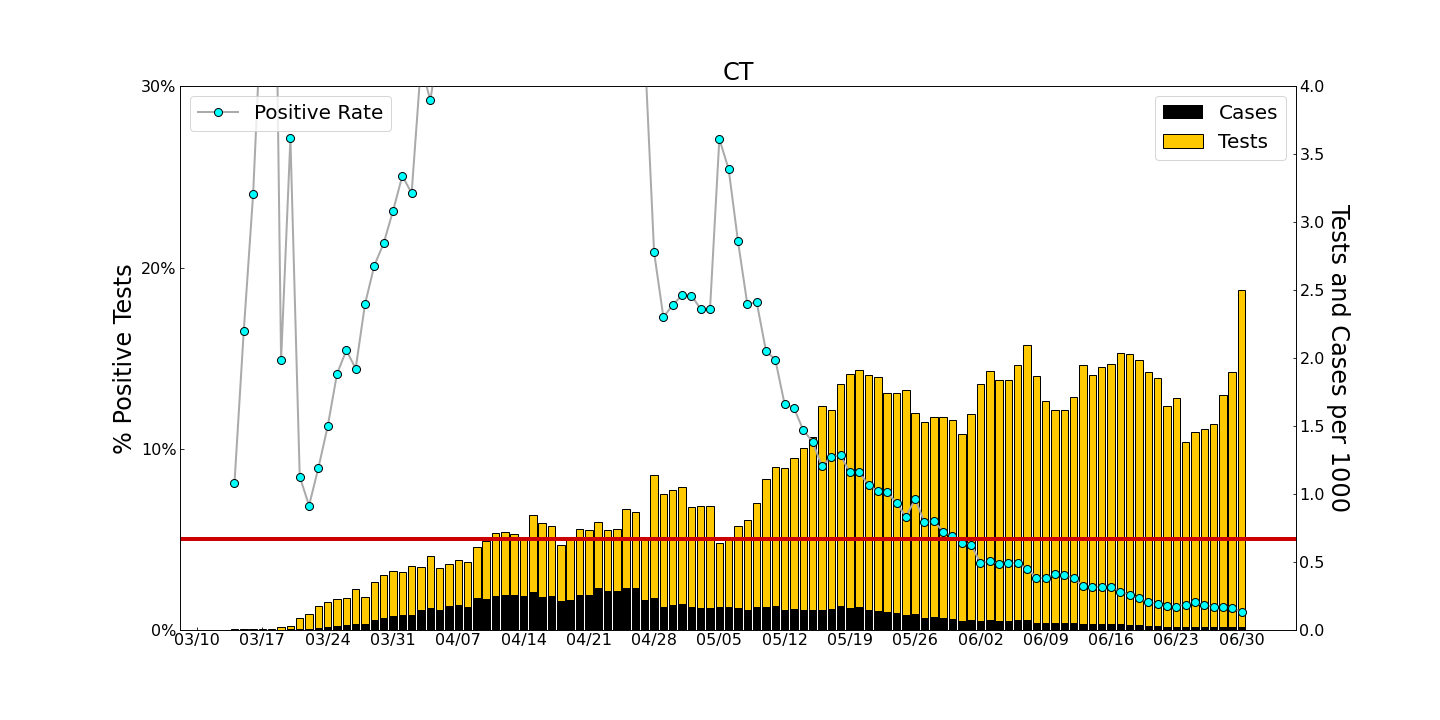 CT
30%
20%
10%
0%
% Positive Tests
Positive Rate
Cases
Tests
4.0
3.5
3.0
2.5
2.0
1.5
1.0
0.5
0.0
Tests and Cases per 1000
03/10 03/17 03/24 03/31 04/07 04/14 04/21 04/28 05/05 05/12 05/19 05/26 06/02 06/09 06/16 06/23 06/30